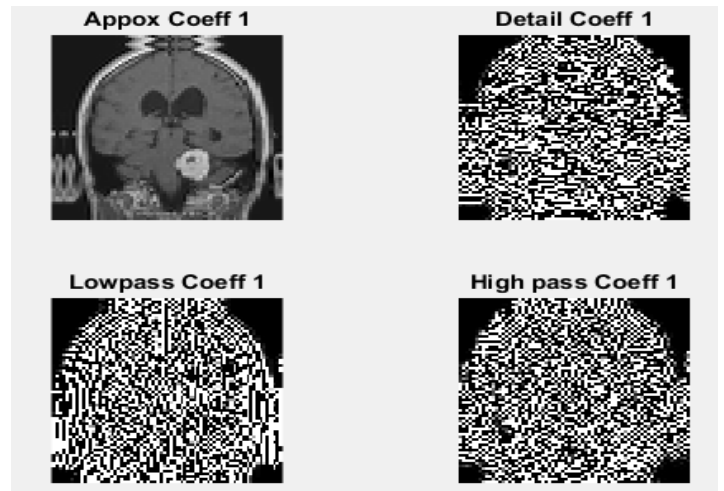 Appox Coeff 1
Detail Coeff 1
Lowpass Coeff 1
High pass Coeff 1